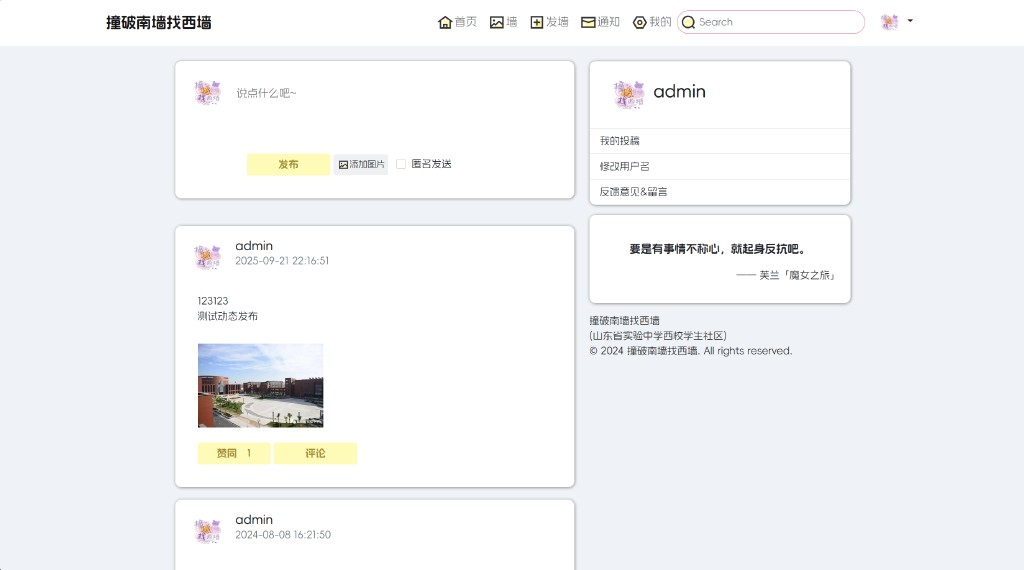 撞破南墙找西墙
首页 墙 发墙 通知 我的 Search
说点什么吧~
发布 添加图片 匿名发送
admin
2025-09-21 22:16:51
123123
测试动态发布
赞同 1 评论
admin
2024-08-08 16:21:50
admin
我的投稿
修改用户名
反馈意见&留言
要是有事情不称心，就起身反抗吧。
—— 芙兰「魔女之旅」
撞破南墙找西墙
(山东省实验中学西校学生社区)
© 2024 撞破南墙找西墙. All rights reserved.